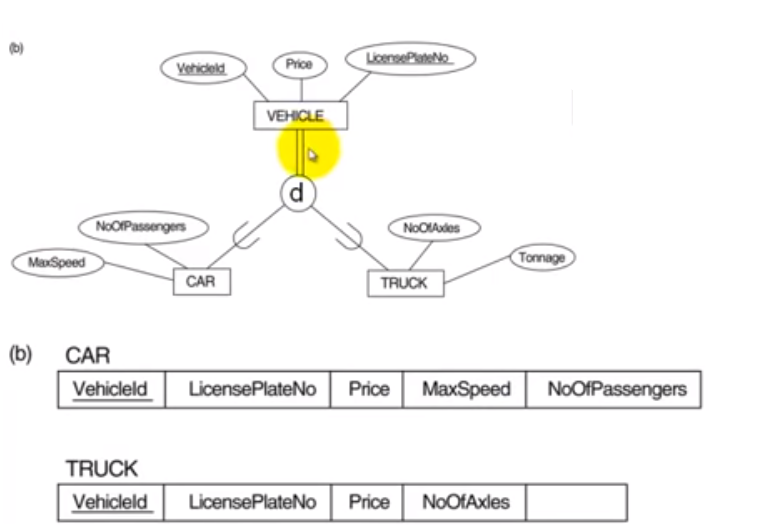 (b)
VehicleId
Price
LicensePlateNo
VEHICLE
d
NoOfPassengers
NoOfAxles
MaxSpeed
Tonnage
CAR
TRUCK
(b) CAR
VehicleId LicensePlateNo Price MaxSpeed NoOfPassengers
TRUCK
VehicleId LicensePlateNo Price NoOfAxles